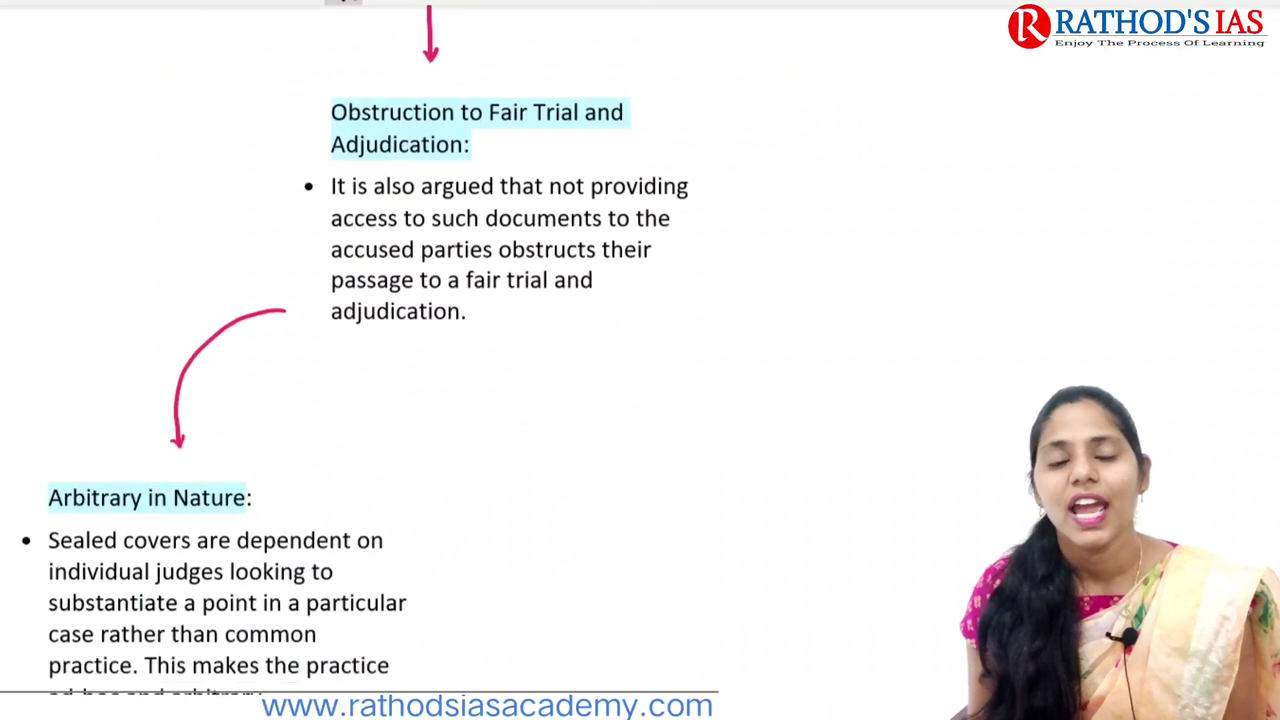 RATHOD'S IAS
Enjoy The Process Of Learning
Obstruction to Fair Trial and
Adjudication:
• It is also argued that not providing
access to such documents to the
accused parties obstructs their
passage to a fair trial and
adjudication.
Arbitrary in Nature:
• Sealed covers are dependent on
individual judges looking to
substantiate a point in a particular
case rather than common
practice. This makes the practice
www.rathodsiasacademy.com